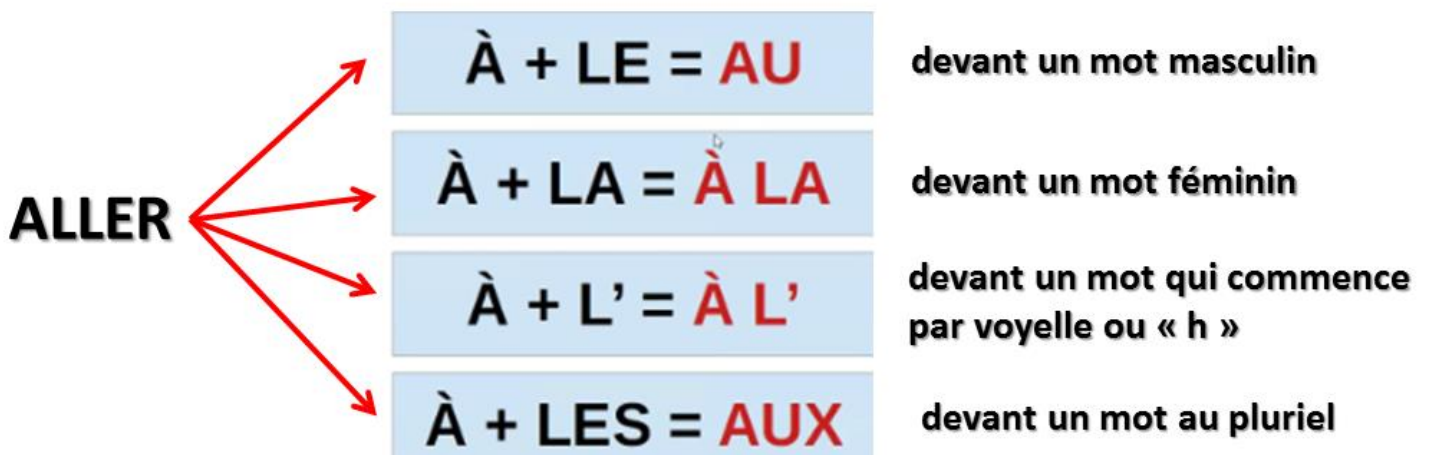 ALLER
À + LE = AU
devant un mot masculin
À + LA = À LA
devant un mot féminin
À + L’ = À L’
devant un mot qui commence
par voyelle ou « h »
À + LES = AUX
devant un mot au pluriel